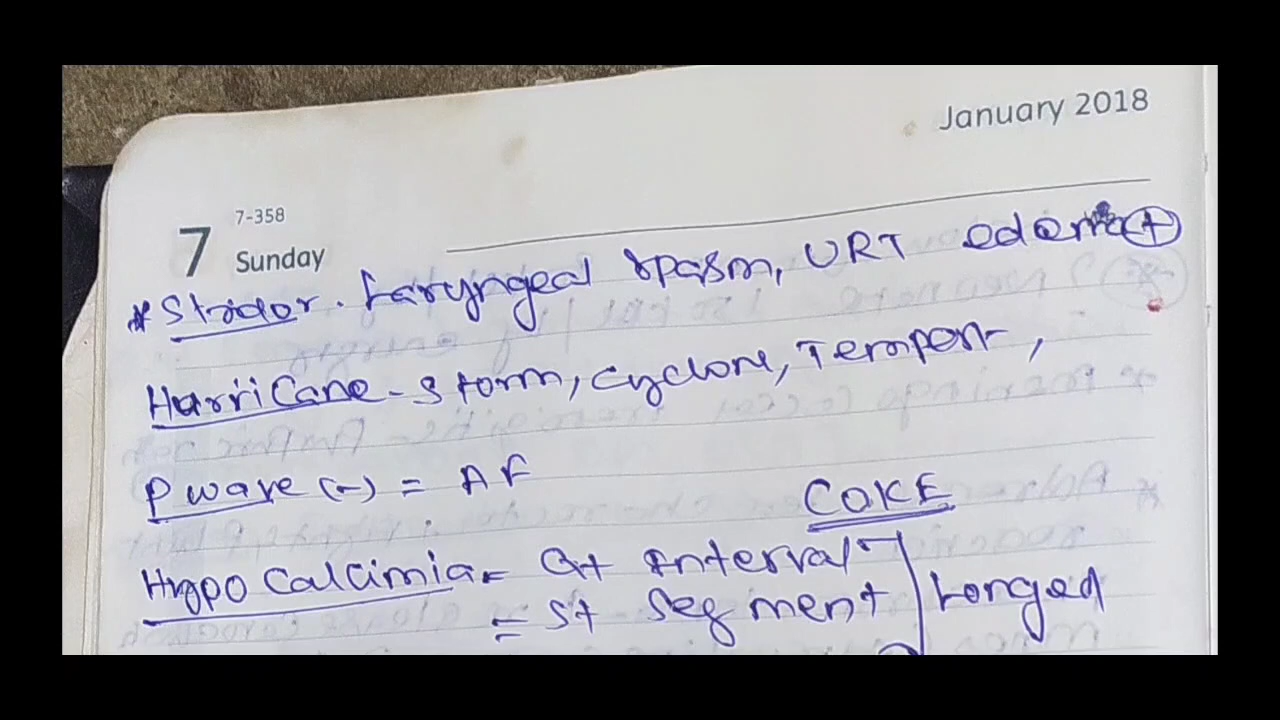 January 2018
7-358
7 Sunday
* Stridor. Laryngeal spasm, URT edema (+)
Hurricane - Storm, cyclone, Tempest,
P wave (-) = AF
COKE
Hypo Calcimia = Qt Interval
= St Segment Longed